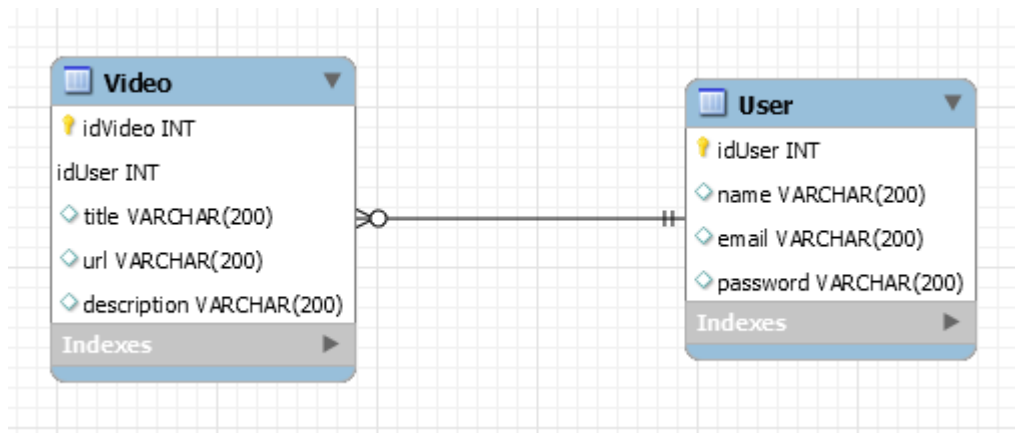 Video
idVideo INT
idUser INT
title VARCHAR(200)
url VARCHAR(200)
description VARCHAR(200)
Indexes
User
idUser INT
name VARCHAR(200)
email VARCHAR(200)
password VARCHAR(200)
Indexes